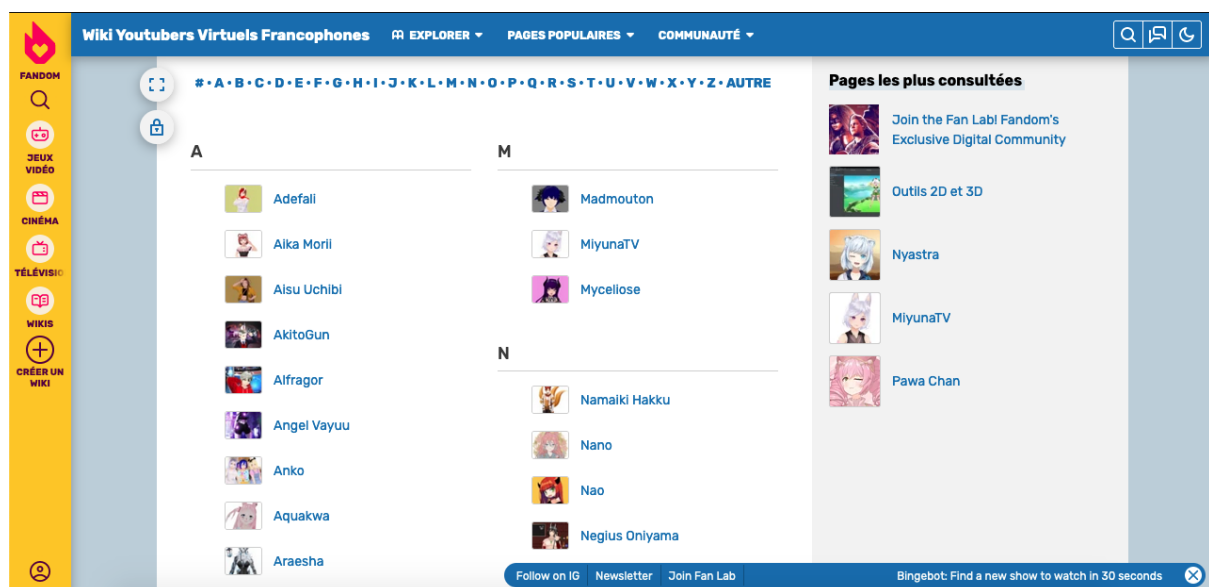 Wiki Youtubers Virtuels Francophones
EXPLORER
PAGES POPULAIRES
COMMUNAUTÉ
FANDOM
JEUX
VIDÉO
CINÉMA
TÉLÉVISIO
WIKIS
CRÉER UN
WIKI
# • A • B • C • D • E • F • G • H • I • J • K • L • M • N • O • P • Q • R • S • T • U • V • W • X • Y • Z • AUTRE
A
Adefali
Aika Morii
Aisu Uchibi
AkitoGun
Alfragor
Angel Vayuu
Anko
Aquakwa
Araesha
M
Madmouton
MiyunaTV
Myceliose
N
Namaiki Hakku
Nano
Nao
Negius Oniyama
Pages les plus consultées
Join the Fan Lab! Fandom's
Exclusive Digital Community
Outils 2D et 3D
Nyastra
MiyunaTV
Pawa Chan
Follow on IG
Newsletter
Join Fan Lab
Bingebot: Find a new show to watch in 30 seconds